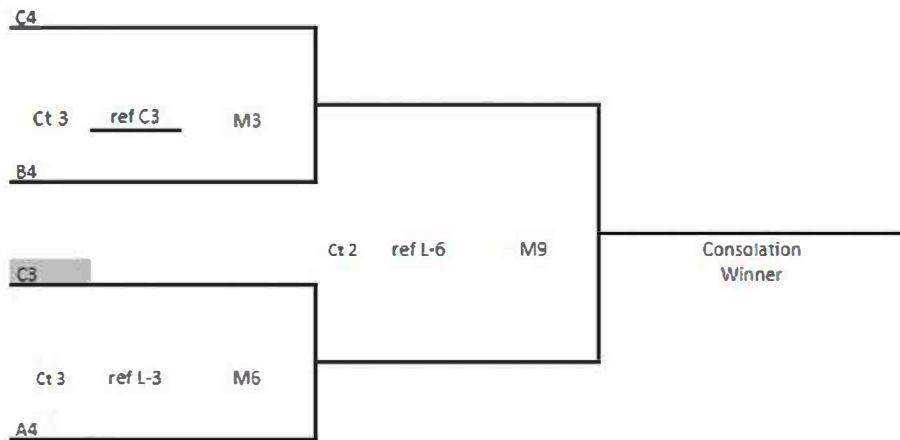 C4
Ct 3 ref C3 M3
B4
Ct 2 ref L-6 M9
Consolation
Winner
C3
Ct 3 ref L-3 M6
A4